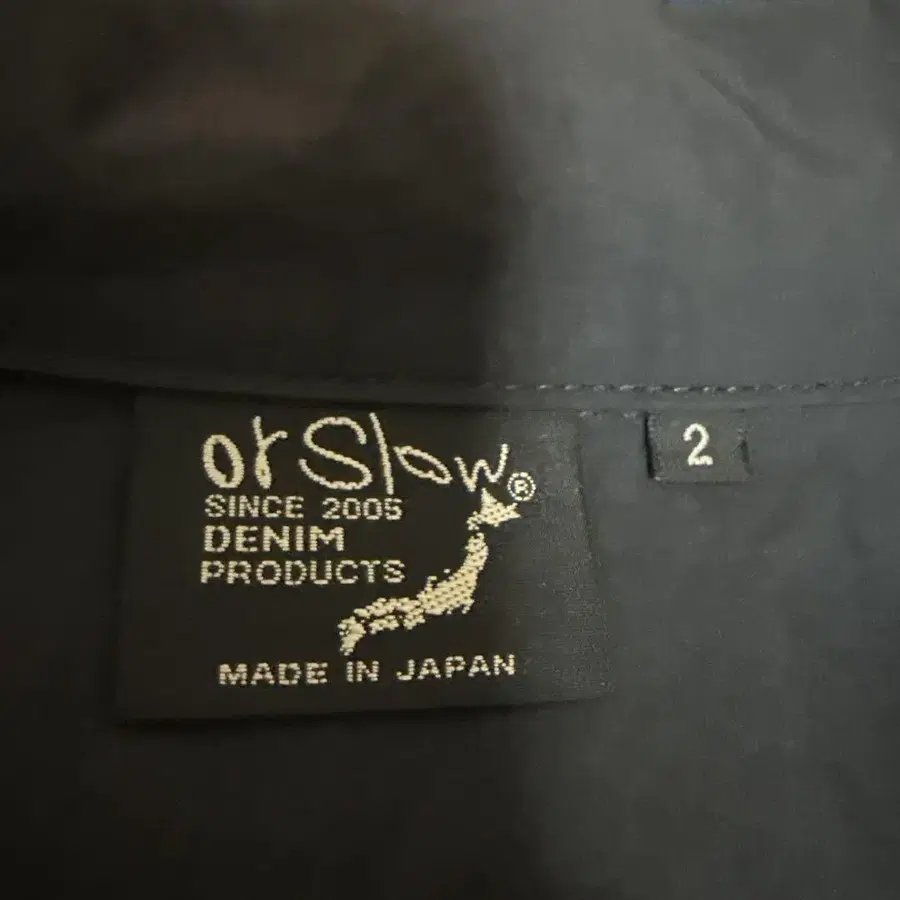 orSlow®
SINCE 2005
DENIM
PRODUCTS
MADE IN JAPAN
2